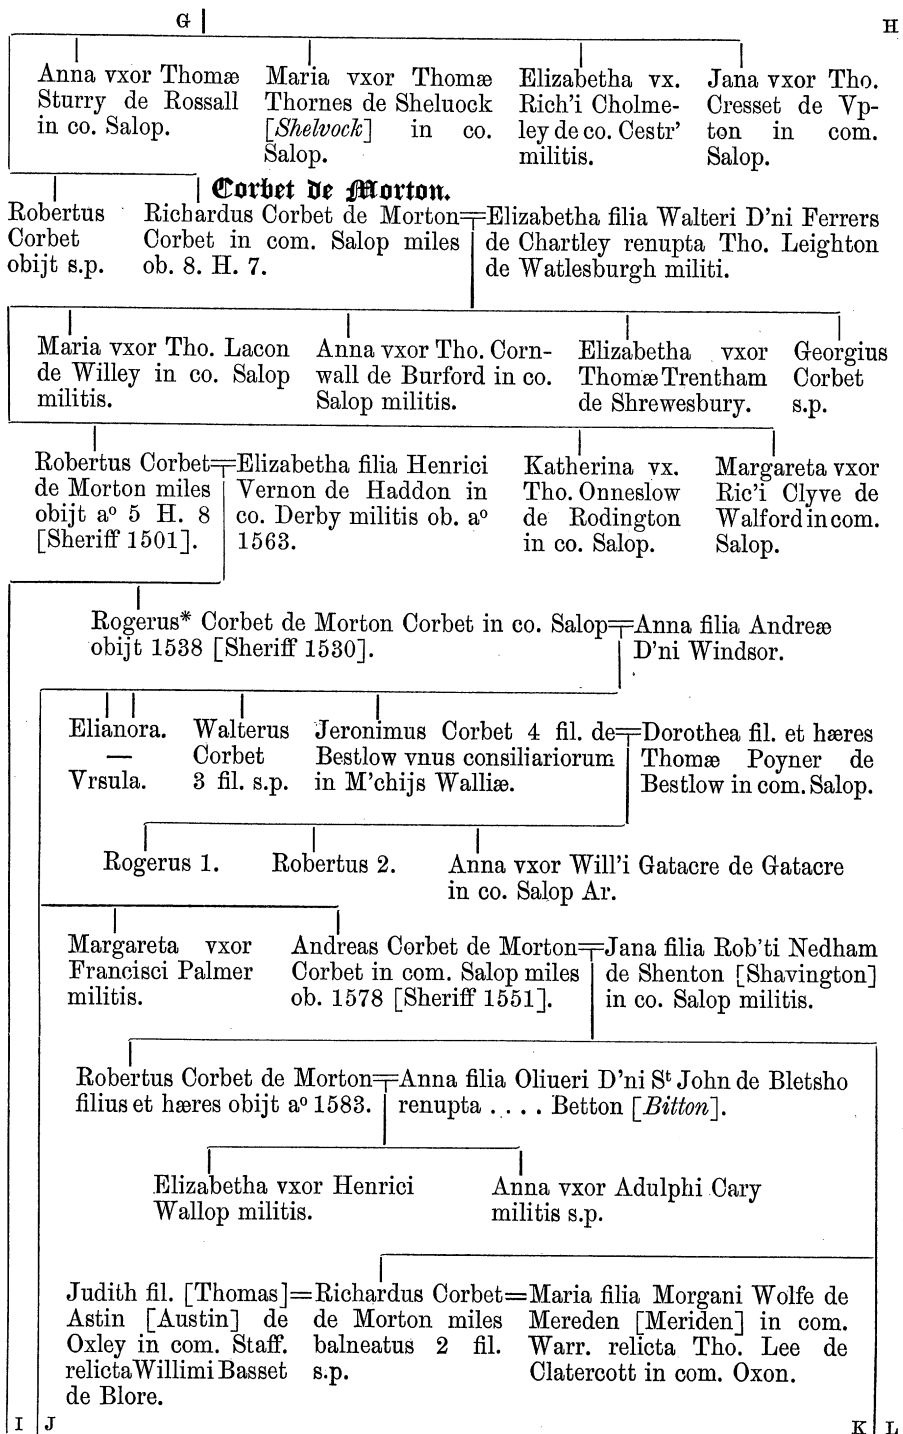 G H
Anna vxor Thomæ
Sturry de Rossall
in co. Salop.
Maria vxor Thomæ
Thornes de Sheluock
[Shelvock] in co.
Salop.
Elizabetha vx.
Rich'i Cholme-
ley de co. Cestr'
militis.
Jana vxor Tho.
Cresset de Vp-
ton in com.
Salop.
Corbet de Morton.
Robertus
Corbet
obijt s.p.
Richardus Corbet de Morton
Corbet in com. Salop miles
ob. 8. H. 7.
Elizabetha filia Walteri D'ni Ferrers
de Chartley renupta Tho. Leighton
de Watlesburgh militi.
Maria vxor Tho. Lacon
de Willey in co. Salop
militis.
Anna vxor Tho. Corn-
wall de Burford in co.
Salop militis.
Elizabetha vxor
Thomæ Trentham
de Shrewesbury.
Georgius
Corbet
s.p.
Robertus Corbet
de Morton miles
obijt aº 5 H. 8
[Sheriff 1501].
Elizabetha filia Henrici
Vernon de Haddon in
co. Derby militis ob. aº
1563.
Katherina vx.
Tho. Onneslow
de Rodington
in co. Salop.
Margareta vxor
Ric'i Clyve de
Walford in com.
Salop.
Rogerus* Corbet de Morton Corbet in co. Salop
obijt 1538 [Sheriff 1530].
Anna filia Andreæ
D'ni Windsor.
Elianora.
—
Vrsula.
Walterus
Corbet
3 fil. s.p.
Jeronimus Corbet 4 fil. de
Bestlow vnus consiliariorum
in M'chijs Walliæ.
Dorothea fil. et hæres
Thomæ Poyner de
Bestlow in com. Salop.
Rogerus 1.
Robertus 2.
Anna vxor Will'i Gatacre de Gatacre
in co. Salop Ar.
Margareta vxor
Francisci Palmer
militis.
Andreas Corbet de Morton
Corbet in com. Salop miles
ob. 1578 [Sheriff 1551].
Jana filia Rob'ti Nedham
de Shenton [Shavington]
in co. Salop militis.
Robertus Corbet de Morton
filius et hæres obijt aº 1583.
Anna filia Oliueri D'ni Sᵗ John de Bletsho
renupta . . . . Betton [Bitton].
Elizabetha vxor Henrici
Wallop militis.
Anna vxor Adulphi Cary
militis s.p.
Judith fil. [Thomas]
Astin [Austin] de
Oxley in com. Staff.
relicta Willimi Basset
de Blore.
=Richardus Corbet=
de Morton miles
balneatus 2 fil.
s.p.
Maria filia Morgani Wolfe de
Mereden [Meriden] in com.
Warr. relicta Tho. Lee de
Clatercott in com. Oxon.
I J K L